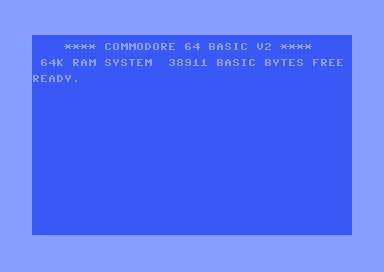 **** COMMODORE 64 BASIC V2 ****
64K RAM SYSTEM  38911 BASIC BYTES FREE
READY.